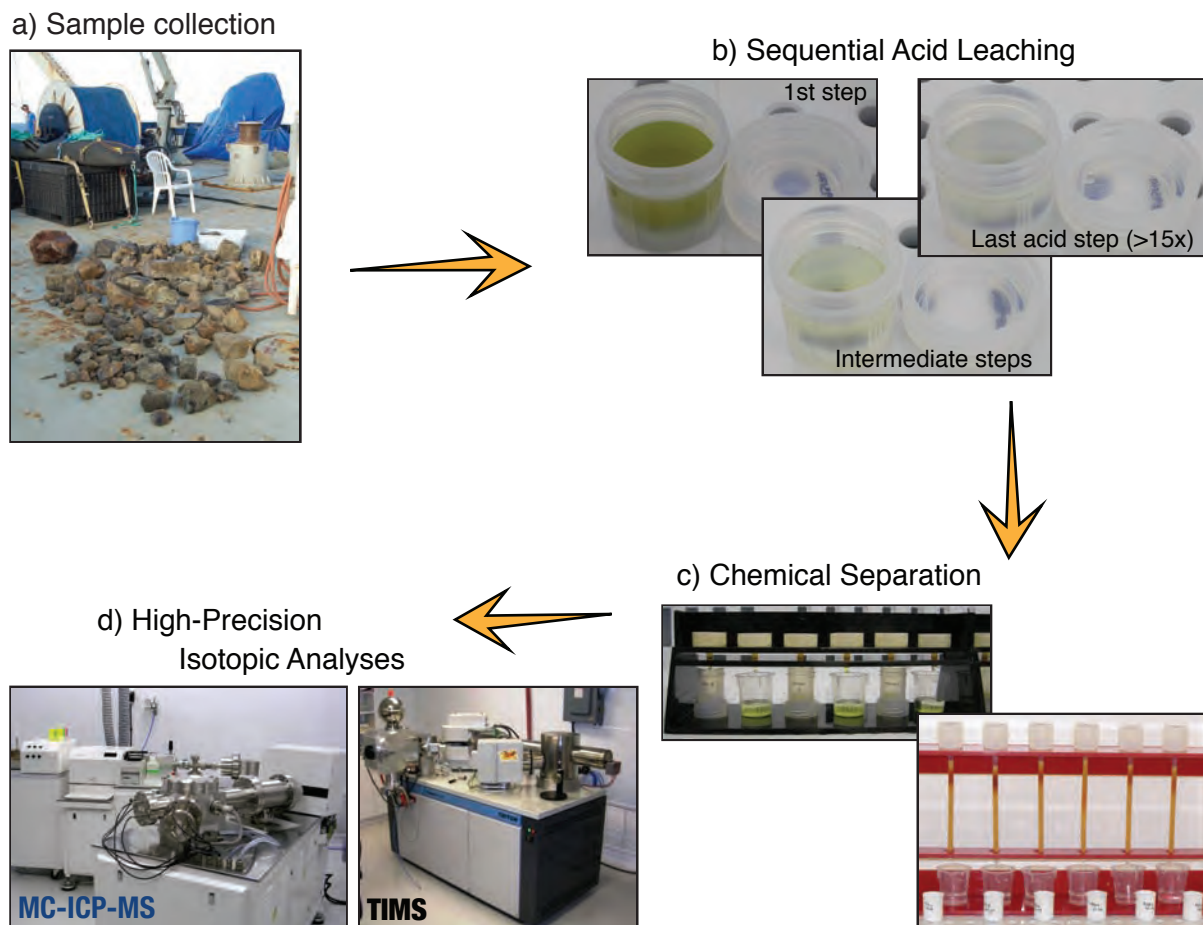 a) Sample collection
b) Sequential Acid Leaching
1st step
Last acid step (>15x)
Intermediate steps
c) Chemical Separation
d) High-Precision
Isotopic Analyses
MC-ICP-MS
TIMS